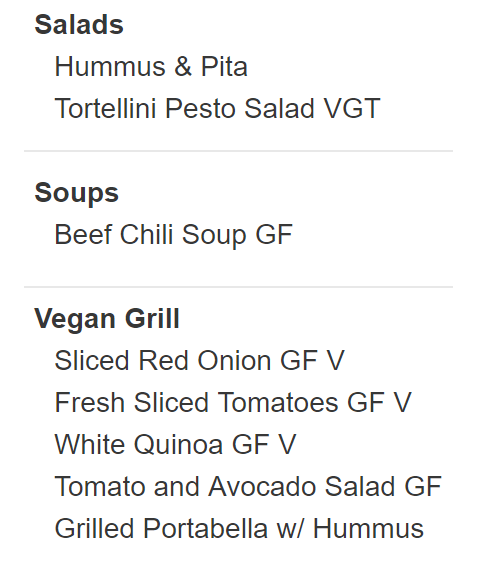 Salads
Hummus & Pita
Tortellini Pesto Salad VGT
Soups
Beef Chili Soup GF
Vegan Grill
Sliced Red Onion GF V
Fresh Sliced Tomatoes GF V
White Quinoa GF V
Tomato and Avocado Salad GF
Grilled Portabella w/ Hummus